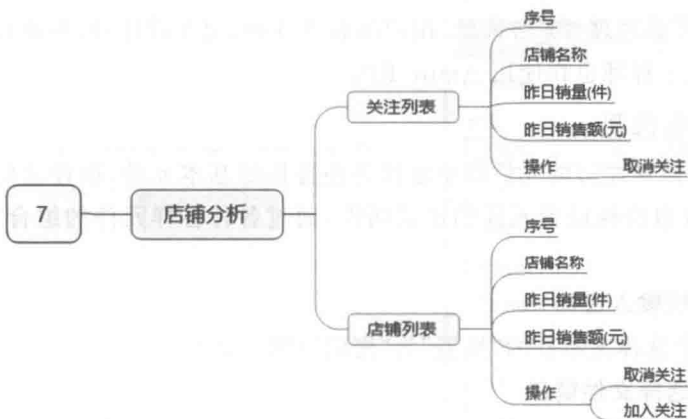 7
店铺分析
关注列表
序号
店铺名称
昨日销量(件)
昨日销售额(元)
操作
取消关注
店铺列表
序号
店铺名称
昨日销量(件)
昨日销售额(元)
操作
取消关注
加入关注